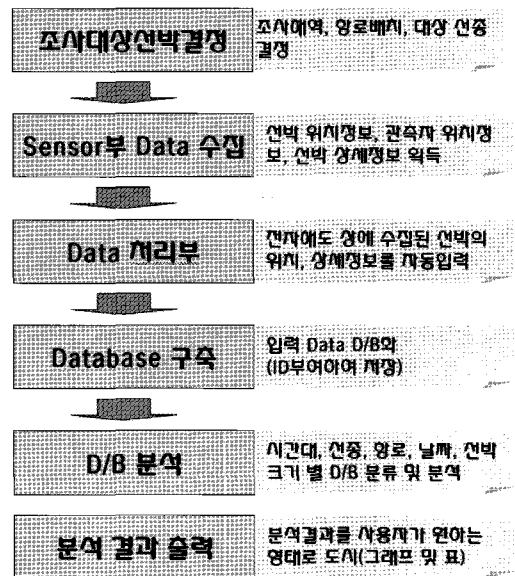 조사대상선박결정
조사해역, 항로배치, 대상 선종
결정
Sensor부 Data 수집
선박 위치정보, 관측자 위치정
보, 선박 상세정보 획득
Data 처리부
전자해도 상에 수집된 선박의
위치, 상세정보를 자동입력
Database 구축
입력 Data D/B화
(ID부여하여 저장)
D/B 분석
시간대, 선종, 항로, 날짜, 선박
크기 별 D/B 분류 및 분석
분석 결과 출력
분석결과를 사용자가 원하는
형태로 도시(그래프 및 표)